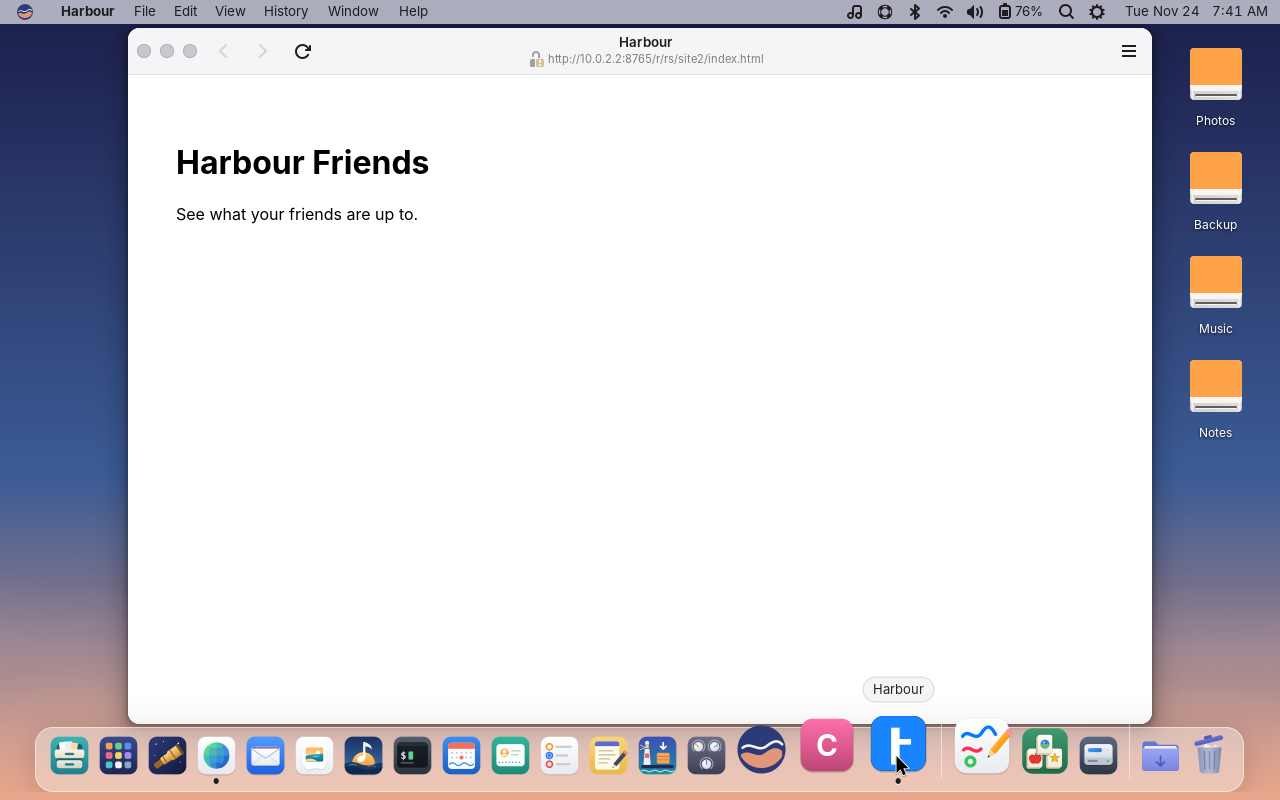 Harbour File Edit View History Window Help 76% Tue Nov 24 7:41 AM
Harbour
http://10.0.2.2:8765/r/rs/site2/index.html
Harbour Friends
See what your friends are up to.
Photos
Backup
Music
Notes
Harbour
$
C